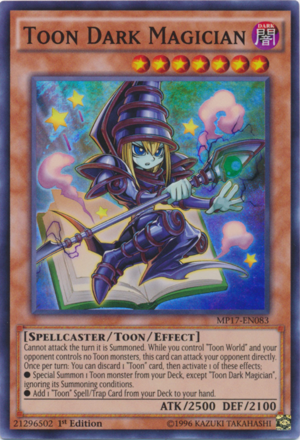 TOON DARK MAGICIAN
DARK
闇
MP17-EN083
[SPELLCASTER/TOON/EFFECT]
Cannot attack the turn it is Summoned. While you control "Toon World" and your
opponent controls no Toon monsters, this card can attack your opponent directly.
Once per turn: You can discard 1 "Toon" card, then activate 1 of these effects;
● Special Summon 1 Toon monster from your Deck, except "Toon Dark Magician",
ignoring its Summoning conditions.
● Add 1 "Toon" Spell/Trap Card from your Deck to your hand.
ATK/2500 DEF/2100
21296502 1st Edition ©1996 KAZUKI TAKAHASHI